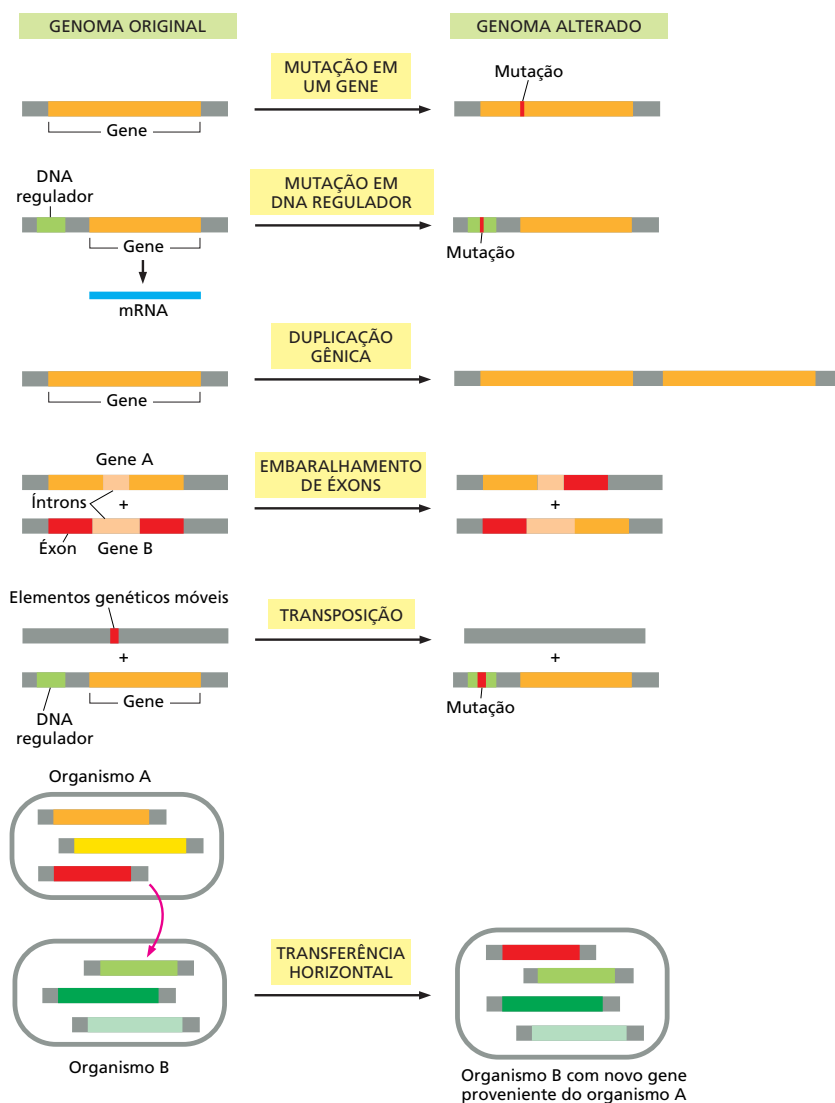 GENOMA ORIGINAL
GENOMA ALTERADO
MUTAÇÃO EM
UM GENE
Mutação
Gene
DNA
regulador
MUTAÇÃO EM
DNA REGULADOR
Gene
Mutação
mRNA
DUPLICAÇÃO
GÊNICA
Gene
Gene A
EMBARALHAMENTO
DE ÉXONS
Íntrons
+
+
Éxon
Gene B
Elementos genéticos móveis
TRANSPOSIÇÃO
+
+
Gene
Mutação
DNA
regulador
Organismo A
TRANSFERÊNCIA
HORIZONTAL
Organismo B
Organismo B com novo gene
proveniente do organismo A